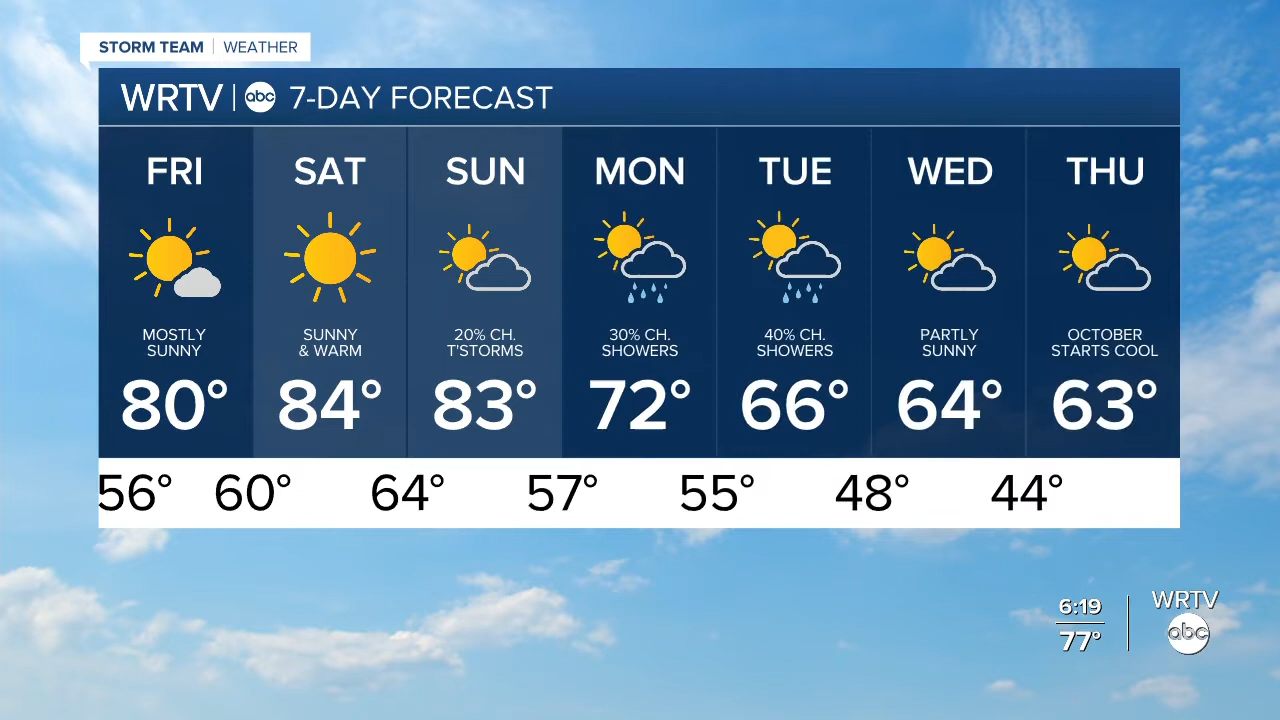 STORM TEAM | WEATHER
WRTV | abc 7-DAY FORECAST
FRI SAT SUN MON TUE WED THU
MOSTLY SUNNY 20% CH. 30% CH. 40% CH. PARTLY OCTOBER
SUNNY & WARM T'STORMS SHOWERS SHOWERS SUNNY STARTS COOL
80° 84° 83° 72° 66° 64° 63°
56° 60° 64° 57° 55° 48° 44°
6:19 WRTV
77° abc